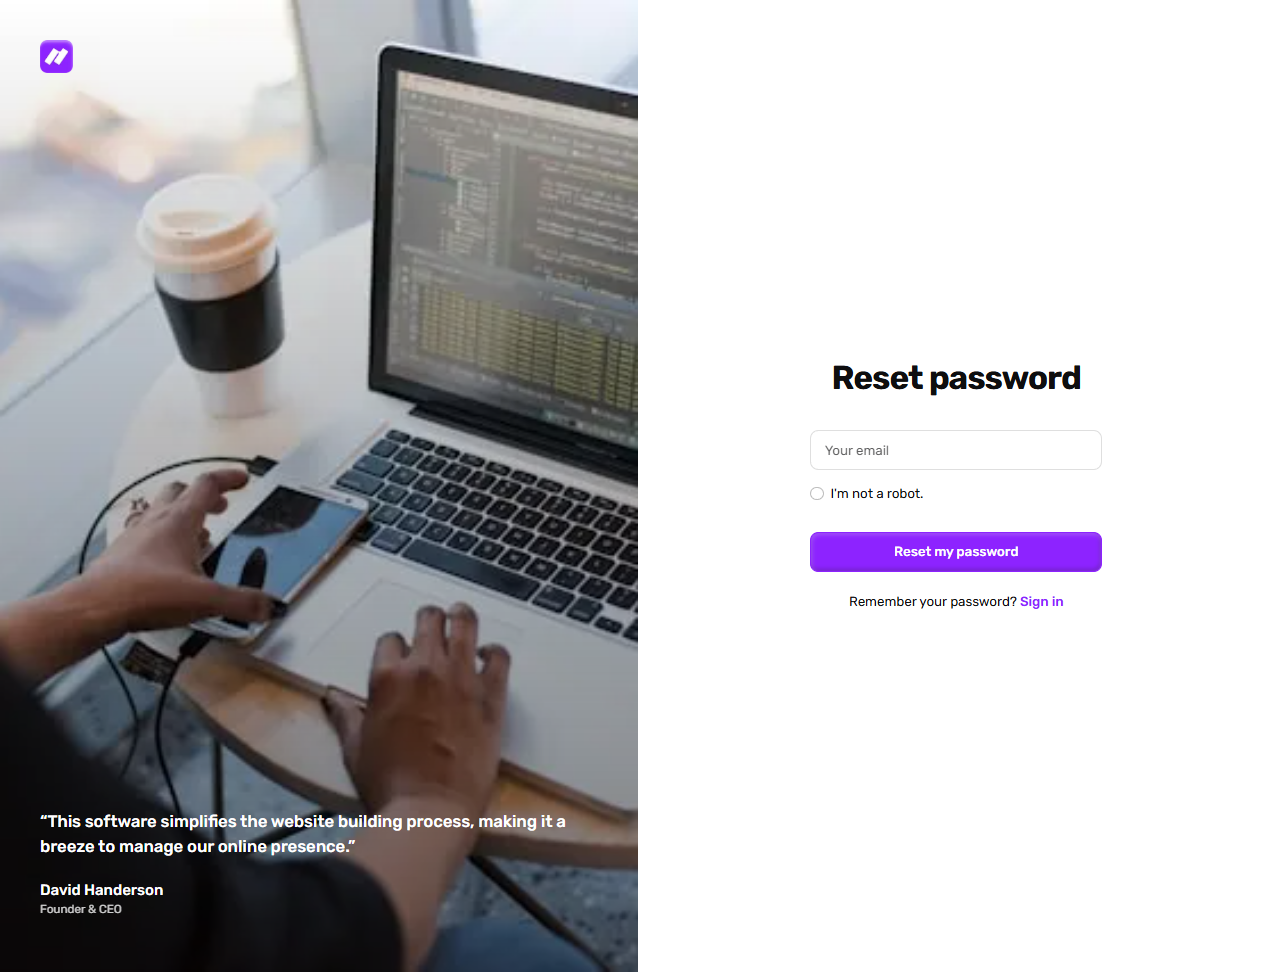 “This software simplifies the website building process, making it a
breeze to manage our online presence.”
David Handerson
Founder & CEO
Reset password
Your email
I'm not a robot.
Reset my password
Remember your password? Sign in